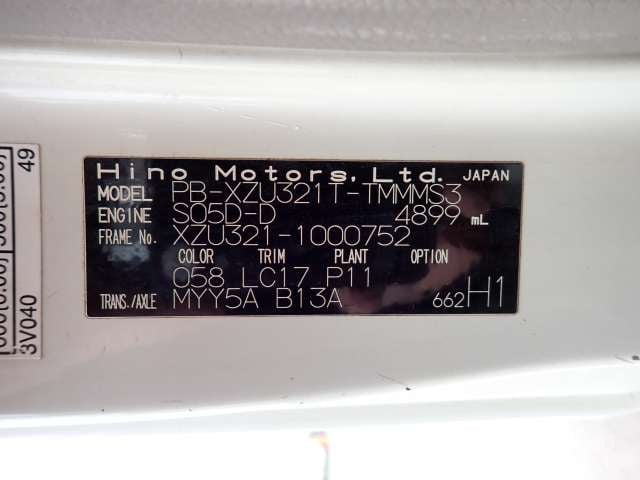 Hino Motors, Ltd. JAPAN
MODEL PB-XZU321T-TMMMS3
ENGINE S05D-D 4899 mL
FRAME No. XZU321-1000752
COLOR TRIM PLANT OPTION
058 LC17 P11
TRANS./AXLE MYY5A B13A 662H1
49
3V040